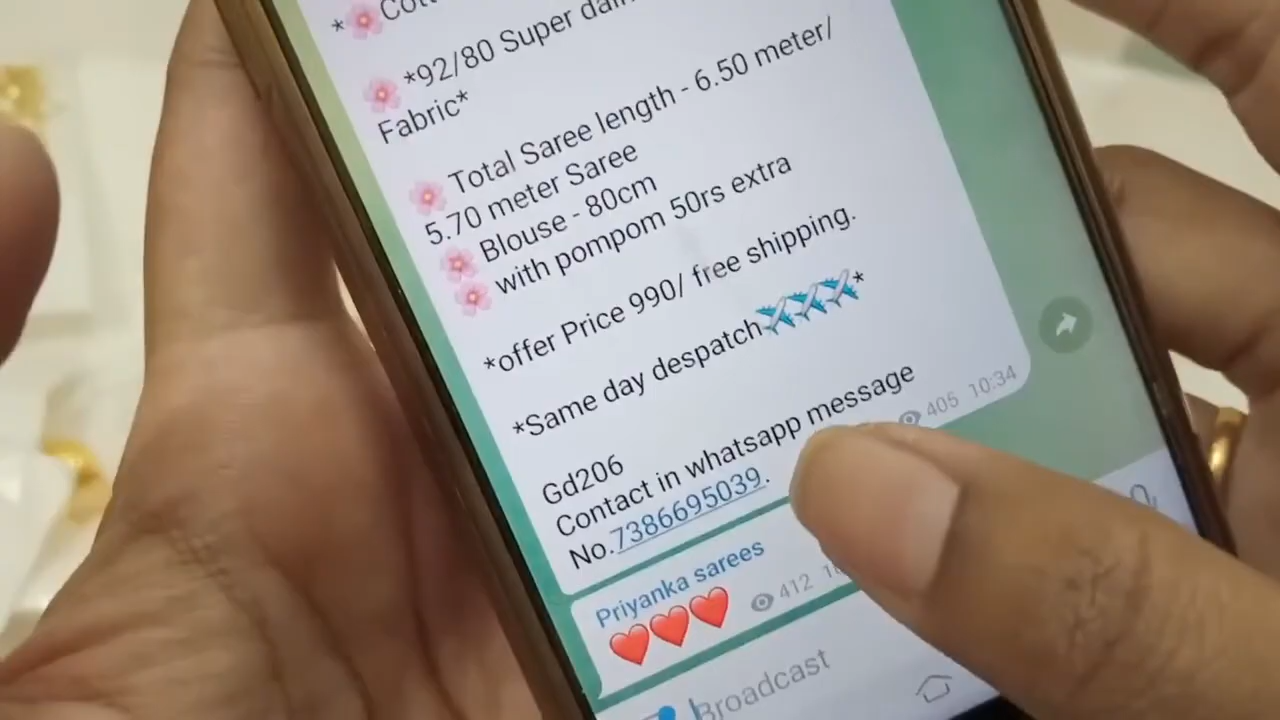 *🌸Cot
🌸*92/80 Super
Fabric*
🌸 Total Saree length - 6.50 meter/
5.70 meter Saree
🌸 Blouse - 80cm
🌸 with pompom 50rs extra
*offer Price 990/ free shipping.
*Same day despatch✈️✈️✈️*
Gd206
Contact in whatsapp message
No.7386695039.
405 10:34
Priyanka sarees
❤️❤️❤️ 412
Broadcast